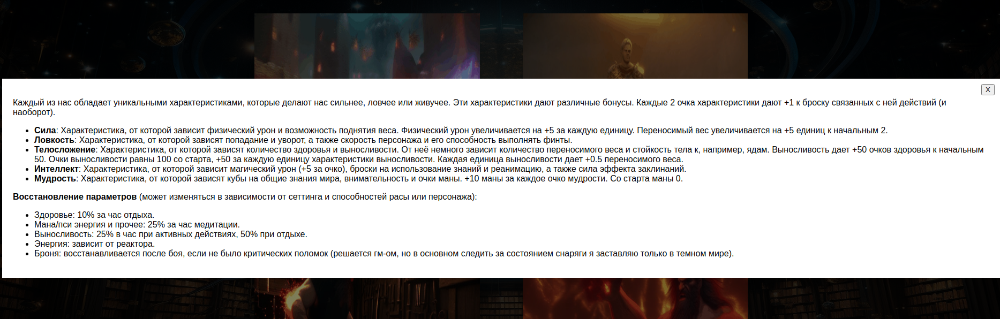 X
Каждый из нас обладает уникальными характеристиками, которые делают нас сильнее, ловчее или живучее. Эти характеристики дают различные бонусы. Каждые 2 очка характеристики дают +1 к броску связанных с ней действий (и
наоборот).
Сила: Характеристика, от которой зависит физический урон и возможность поднятия веса. Физический урон увеличивается на +5 за каждую единицу. Переносимый вес увеличивается на +5 единиц к начальным 2.
Ловкость: Характеристика, от которой зависят попадание и уворот, а также скорость персонажа и его способность выполнять финты.
Телосложение: Характеристика, от которой зависят количество здоровья и выносливости. От неё немного зависит количество переносимого веса и стойкость тела к, например, ядам. Выносливость дает +50 очков здоровья к начальным
50. Очки выносливости равны 100 со старта, +50 за каждую единицу характеристики выносливости. Каждая единица выносливости дает +0.5 переносимого веса.
Интеллект: Характеристика, от которой зависит магический урон (+5 за очко), броски на использование знаний и реанимацию, а также сила эффекта заклинаний.
Мудрость: Характеристика, от которой зависят кубы на общие знания мира, внимательность и очки маны. +10 маны за каждое очко мудрости. Со старта маны 0.
Восстановление параметров (может изменяться в зависимости от сеттинга и способностей расы или персонажа):
Здоровье: 10% за час отдыха.
Мана/пси энергия и прочее: 25% за час медитации.
Выносливость: 25% в час при активных действиях, 50% при отдыхе.
Энергия: зависит от реактора.
Броня: восстанавливается после боя, если не было критических поломок (решается гм-ом, но в основном следить за состоянием снаряги я заставляю только в темном мире).